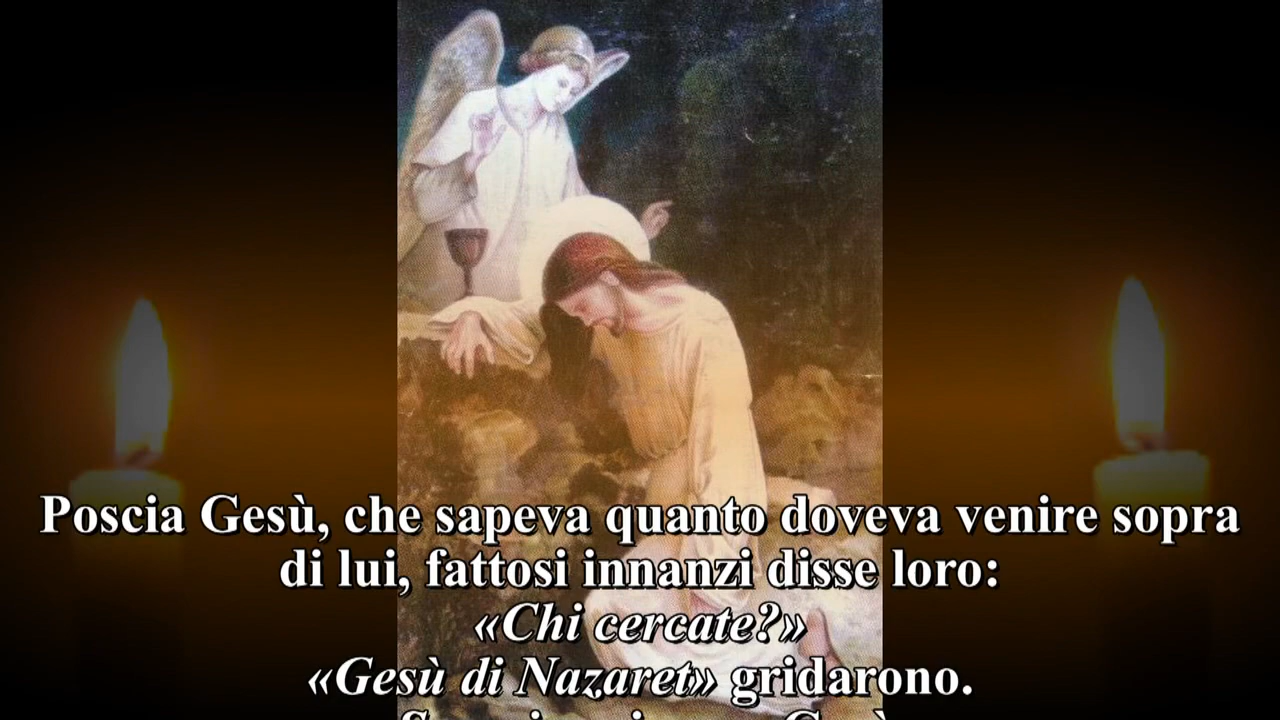 Poscia Gesù, che sapeva quanto doveva venire sopra
di lui, fattosi innanzi disse loro:
«Chi cercate?»
«Gesù di Nazaret» gridarono.